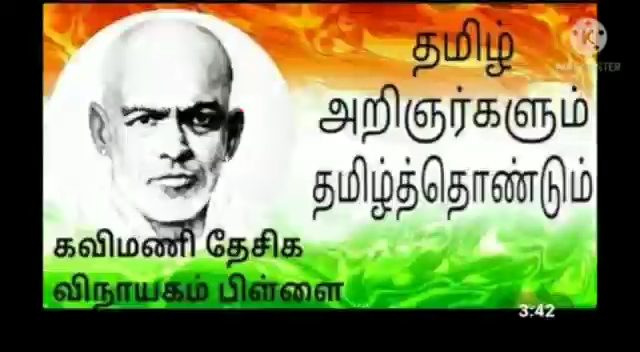 தமிழ்
அறிஞர்களும்
தமிழ்த்தொண்டும்
கவிமணி தேசிக
விநாயகம் பிள்ளை
3:42